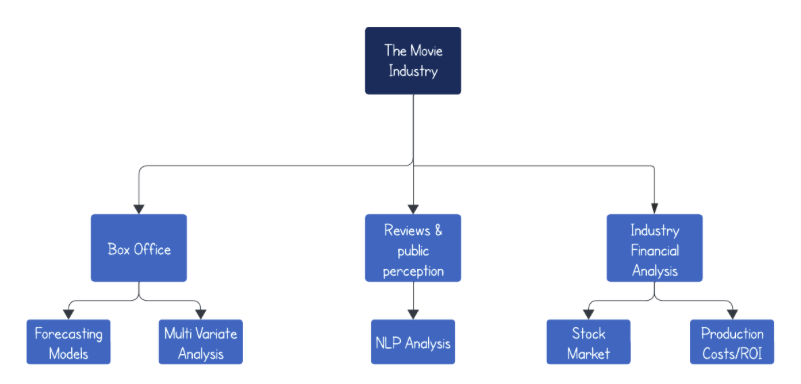 The Movie
Industry
Box Office
Reviews &
public
perception
Industry
Financial
Analysis
Forecasting
Models
Multi Variate
Analysis
NLP Analysis
Stock
Market
Production
Costs/ROI